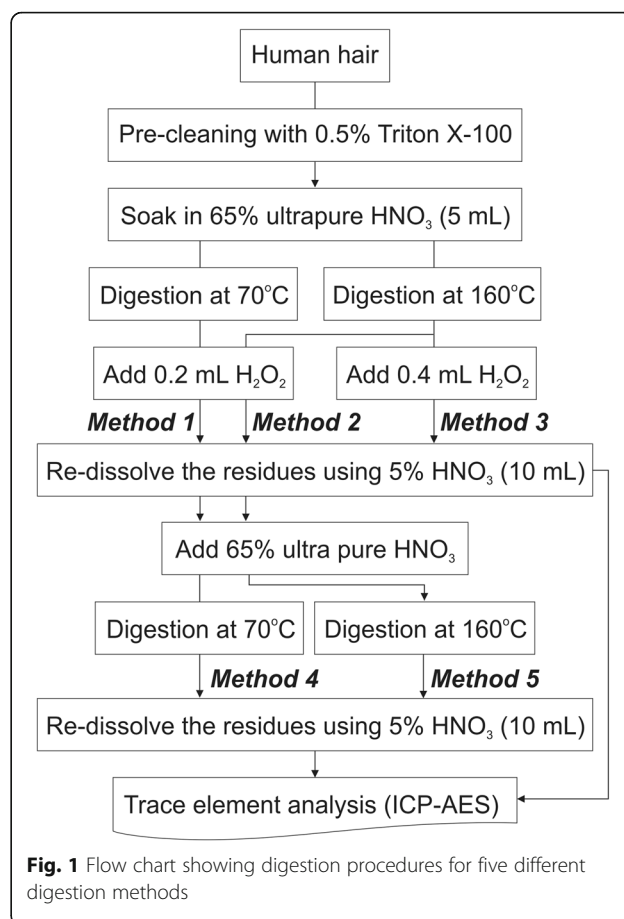 Human hair
Pre-cleaning with 0.5% Triton X-100
Soak in 65% ultrapure HNO₃ (5 mL)
Digestion at 70°C
Digestion at 160°C
Add 0.2 mL H₂O₂
Add 0.4 mL H₂O₂
Method 1
Method 2
Method 3
Re-dissolve the residues using 5% HNO₃ (10 mL)
Add 65% ultra pure HNO₃
Digestion at 70°C
Digestion at 160°C
Method 4
Method 5
Re-dissolve the residues using 5% HNO₃ (10 mL)
Trace element analysis (ICP-AES)
Fig. 1 Flow chart showing digestion procedures for five different
digestion methods